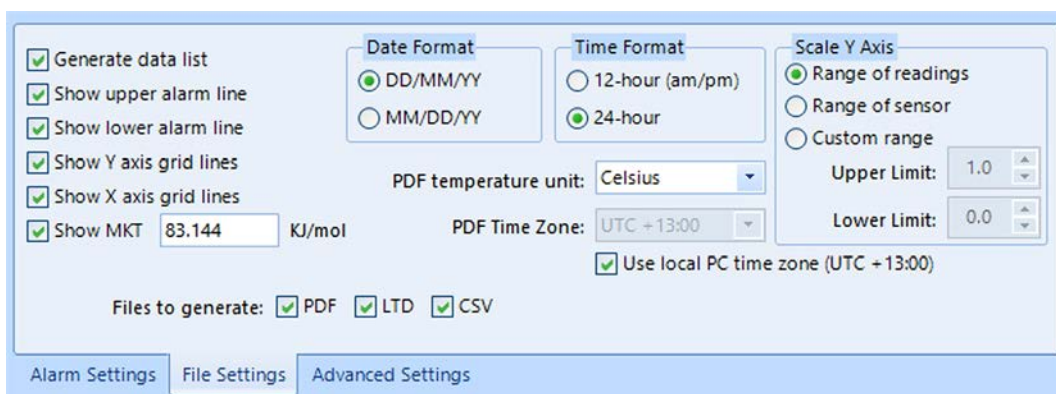 Generate data list
Show upper alarm line
Show lower alarm line
Show Y axis grid lines
Show X axis grid lines
Show MKT 83.144 KJ/mol
Date Format
DD/MM/YY
MM/DD/YY
Time Format
12-hour (am/pm)
24-hour
Scale Y Axis
Range of readings
Range of sensor
Custom range
Upper Limit: 1.0
Lower Limit: 0.0
PDF temperature unit: Celsius
PDF Time Zone: UTC +13:00
Use local PC time zone (UTC +13:00)
Files to generate: PDF LTD CSV
Alarm Settings File Settings Advanced Settings